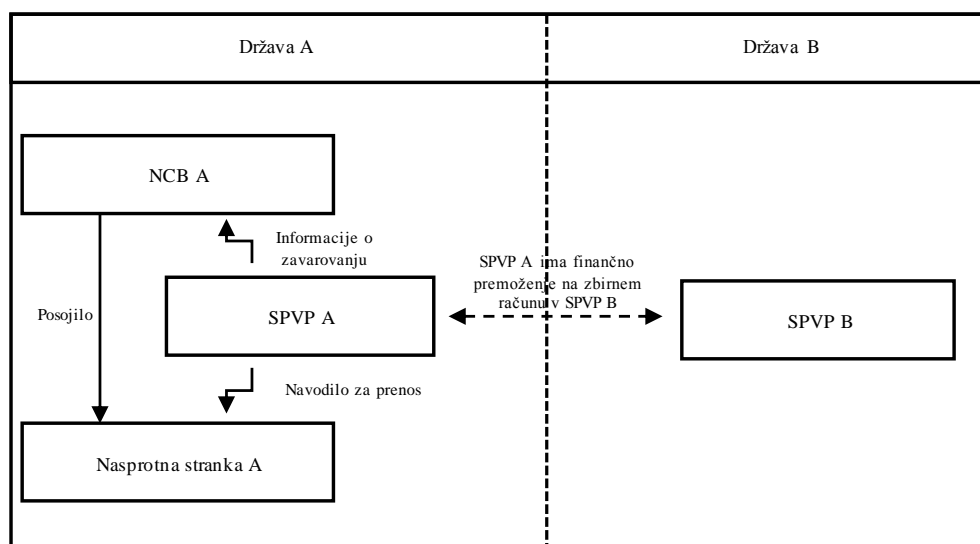 Država A
Država B
NCB A
Informacije o
zavarovanju
SPVP A ima finančno
premoženje na zbirnem
računu v SPVP B
Posojilo
SPVP A
SPVP B
Navodilo za prenos
Nasprotna stranka A